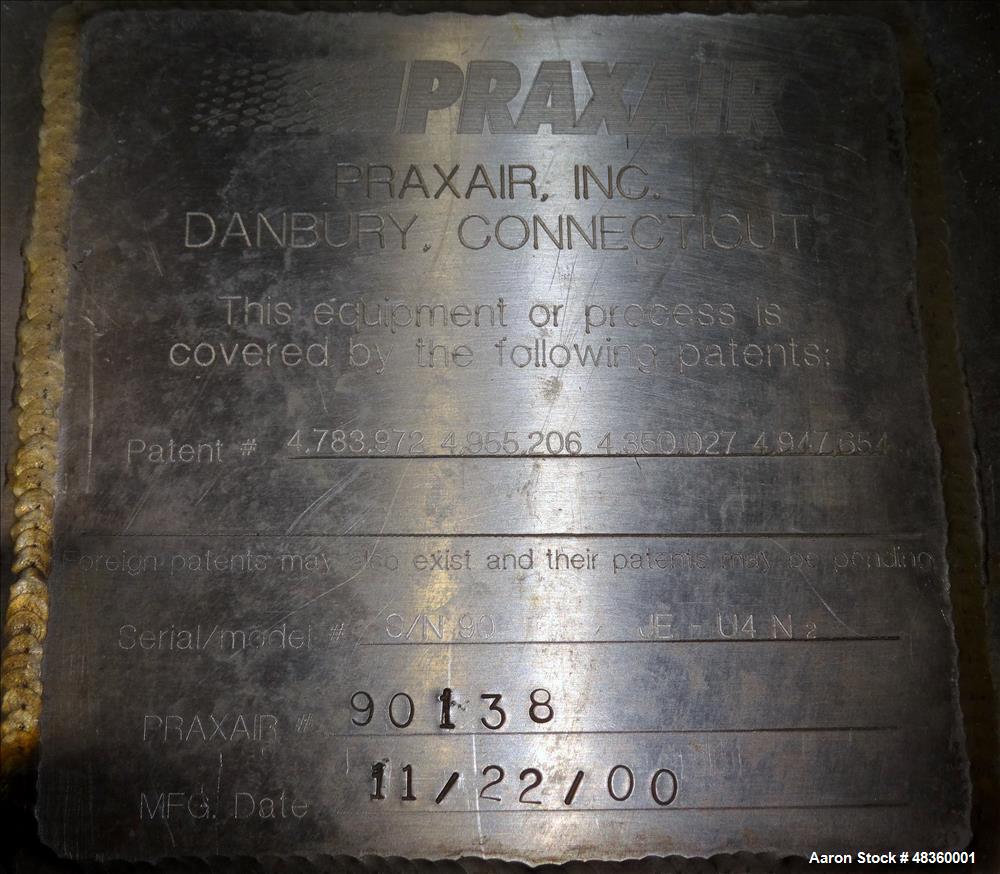 PRAXAIR
PRAXAIR, INC.
DANBURY, CONNECTICUT
This equipment or process is
covered by the following patents:
Patent # 4,783,972 4,955,206 4,350,027 4,947,654
Foreign patents may also exist and their patents may be pending
Serial/model # C/N 90 JE - U4 N2
PRAXAIR # 90138
MFG. Date 11/22/00
Aaron Stock # 48360001